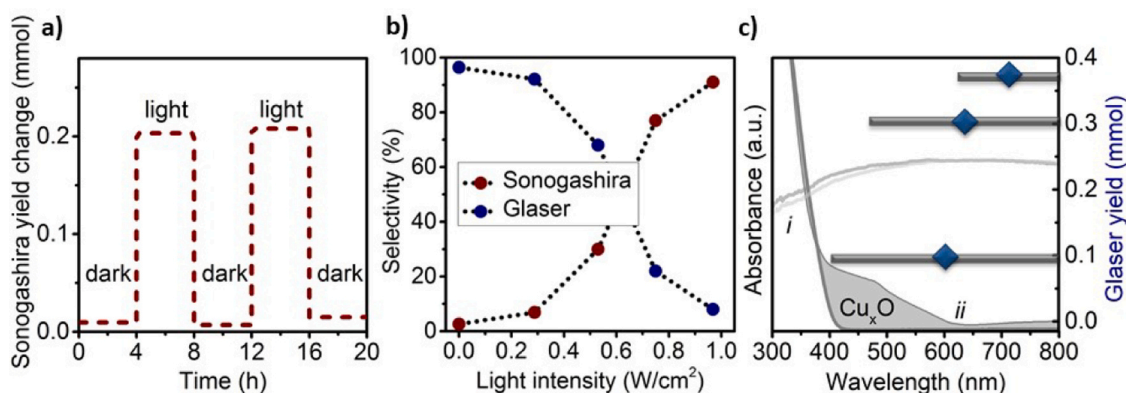 a)
Sonogashira yield change (mmol)
0.2
0.1
0.0
light
light
dark
dark
dark
0 4 8 12 16 20
Time (h)
b)
Selectivity (%)
100
80
60
40
20
0
Sonogashira
Glaser
0.0 0.2 0.4 0.6 0.8 1.0
Light intensity (W/cm²)
c)
Absorbance (a.u.)
i
CuₓO
ii
0.4
0.3
0.2
0.1
0.0
Glaser yield (mmol)
300 400 500 600 700 800
Wavelength (nm)